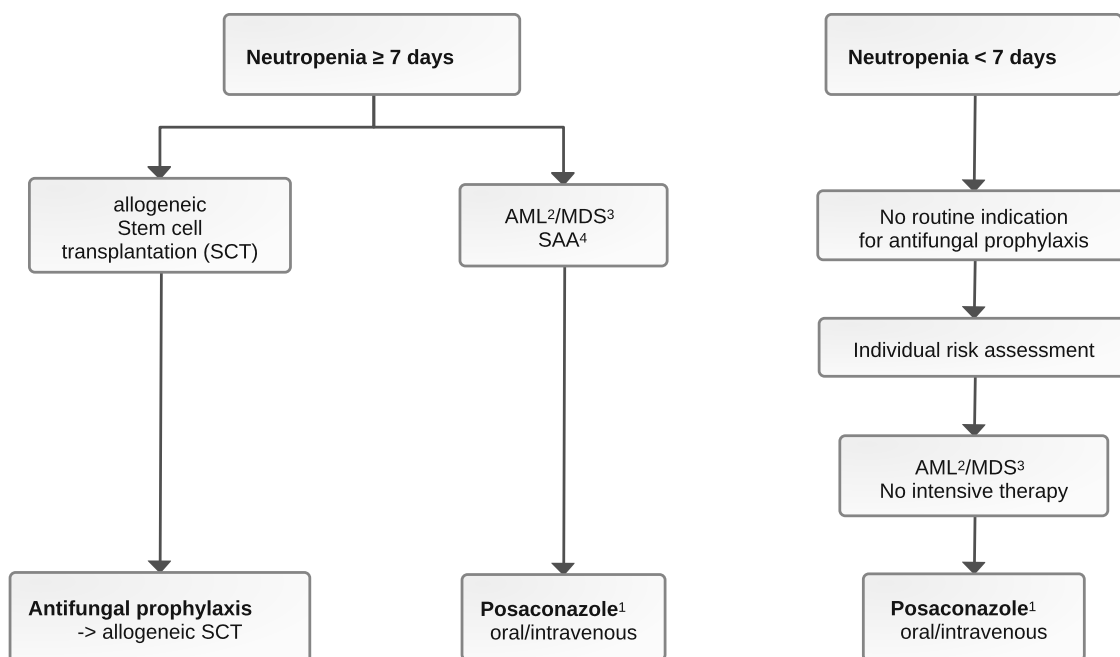 Neutropenia ≥ 7 days
Neutropenia < 7 days
allogeneic
Stem cell
transplantation (SCT)
AML²/MDS³
SAA⁴
No routine indication
for antifungal prophylaxis
Individual risk assessment
AML²/MDS³
No intensive therapy
Antifungal prophylaxis
-> allogeneic SCT
Posaconazole¹
oral/intravenous
Posaconazole¹
oral/intravenous